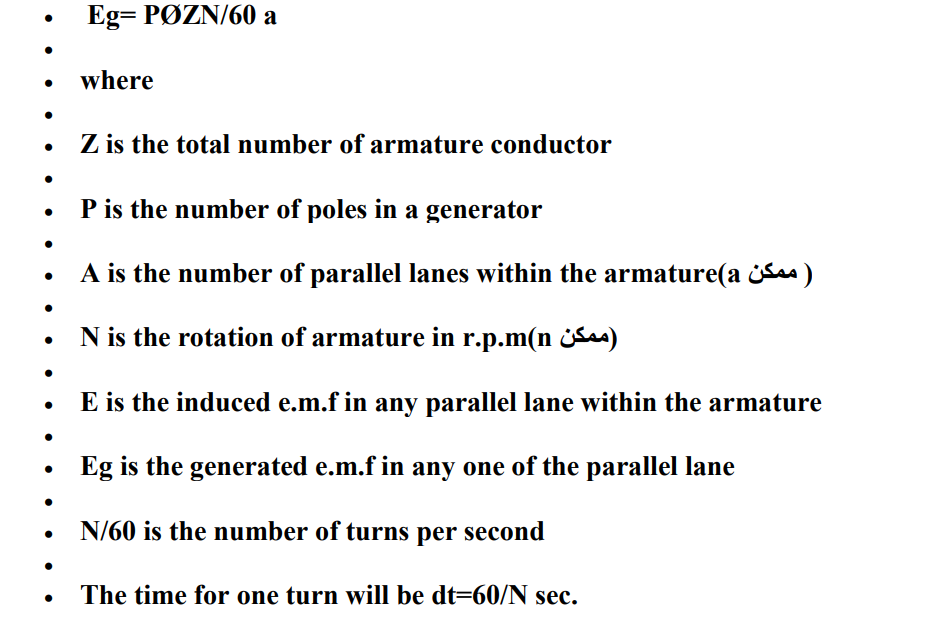 • Eg= PØZN/60 a
•
• where
•
• Z is the total number of armature conductor
•
• P is the number of poles in a generator
•
• A is the number of parallel lanes within the armature(a ممكن )
•
• N is the rotation of armature in r.p.m(n ممكن)
•
• E is the induced e.m.f in any parallel lane within the armature
•
• Eg is the generated e.m.f in any one of the parallel lane
•
• N/60 is the number of turns per second
•
• The time for one turn will be dt=60/N sec.